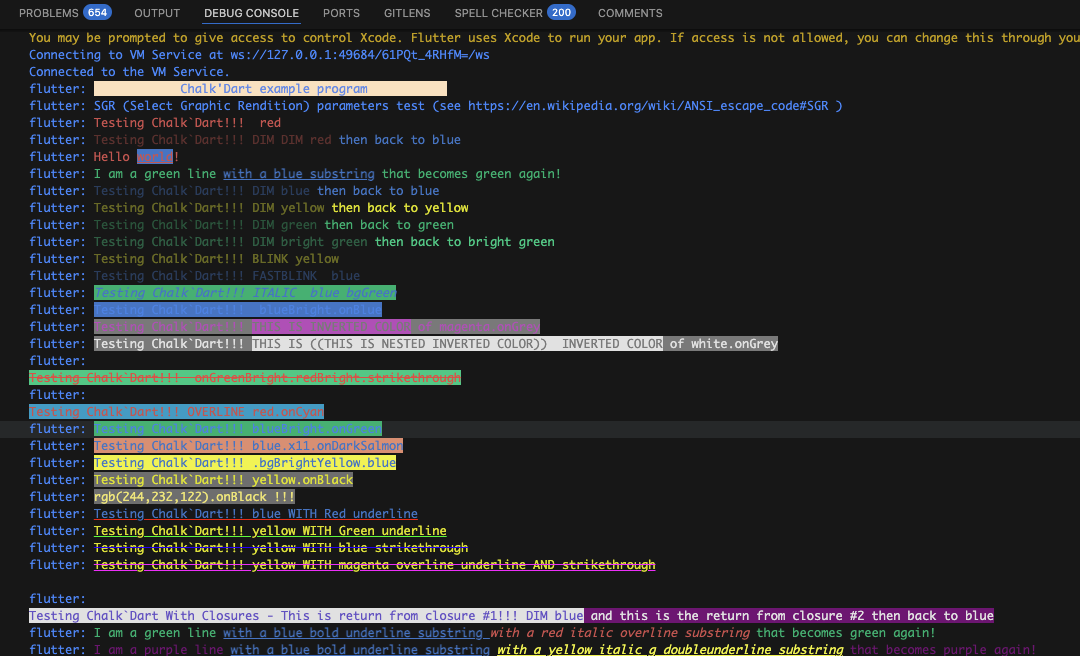 PROBLEMS 654 OUTPUT DEBUG CONSOLE PORTS GITLENS SPELL CHECKER 200 COMMENTS
You may be prompted to give access to control Xcode. Flutter uses Xcode to run your app. If access is not allowed, you can change this through you
Connecting to VM Service at ws://127.0.0.1:49684/61PQt_4RHfM=/ws
Connected to the VM Service.
flutter: Chalk'Dart example program
flutter: SGR (Select Graphic Rendition) parameters test (see https://en.wikipedia.org/wiki/ANSI_escape_code#SGR )
flutter: Testing Chalk`Dart!!!  red
flutter: Testing Chalk`Dart!!! DIM DIM red then back to blue
flutter: Hello !
flutter: I am a green line with a blue substring that becomes green again!
flutter: Testing Chalk`Dart!!! DIM blue then back to blue
flutter: Testing Chalk`Dart!!! DIM yellow then back to yellow
flutter: Testing Chalk`Dart!!! DIM green then back to green
flutter: Testing Chalk`Dart!!! DIM bright green then back to bright green
flutter: Testing Chalk`Dart!!! BLINK yellow
flutter: Testing Chalk`Dart!!! FASTBLINK  blue
flutter: Testing Chalk`Dart!!! ITALIC  blue bgGreen
flutter: Testing Chalk`Dart!!!  blueBright.onBlue
flutter: Testing Chalk`Dart!!!
flutter: Testing Chalk`Dart!!! THIS IS ((THIS IS NESTED INVERTED COLOR))  INVERTED COLOR of white.onGrey
flutter:
Testing Chalk`Dart!!!  onGreenBright.redBright.strikethrough
flutter:
Testing Chalk`Dart!!! OVERLINE red.onCyan
flutter: Testing Chalk`Dart!!! blueBright.onGreen
flutter: Testing Chalk`Dart!!! blue.x11.onDarkSalmon
flutter: Testing Chalk`Dart!!! .bgBrightYellow.blue
flutter: Testing Chalk`Dart!!! yellow.onBlack
flutter: rgb(244,232,122).onBlack !!!
flutter: Testing Chalk`Dart!!! blue WITH Red underline
flutter: Testing Chalk`Dart!!! yellow WITH Green underline
flutter: Testing Chalk`Dart!!! yellow WITH blue strikethrough
flutter: Testing Chalk`Dart!!! yellow WITH magenta overline underline AND strikethrough
flutter:
Testing Chalk`Dart With Closures - This is return from closure #1!!! DIM blue and this is the return from closure #2 then back to blue
flutter: I am a green line with a blue bold underline substring with a red italic overline substring that becomes green again!
flutter: I am a purple line with a blue bold underline substring with a yellow italic g doubleunderline substring that becomes purple again!